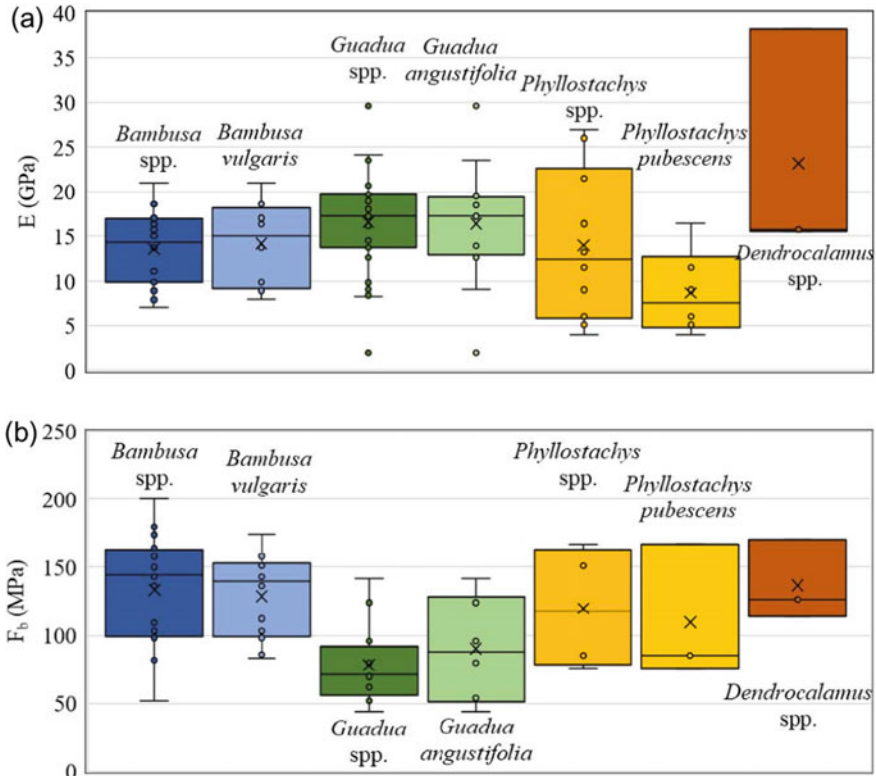 (a)
40
35
30
25
20
15
10
5
0
E (GPa)
Bambusa
spp.
Bambusa
vulgaris
Guadua
spp.
Guadua
angustifolia
Phyllostachys
spp.
Phyllostachys
pubescens
Dendrocalamus
spp.
(b)
250
200
150
100
50
0
F_b (MPa)
Bambusa
spp.
Bambusa
vulgaris
Guadua
spp.
Guadua
angustifolia
Phyllostachys
spp.
Phyllostachys
pubescens
Dendrocalamus
spp.